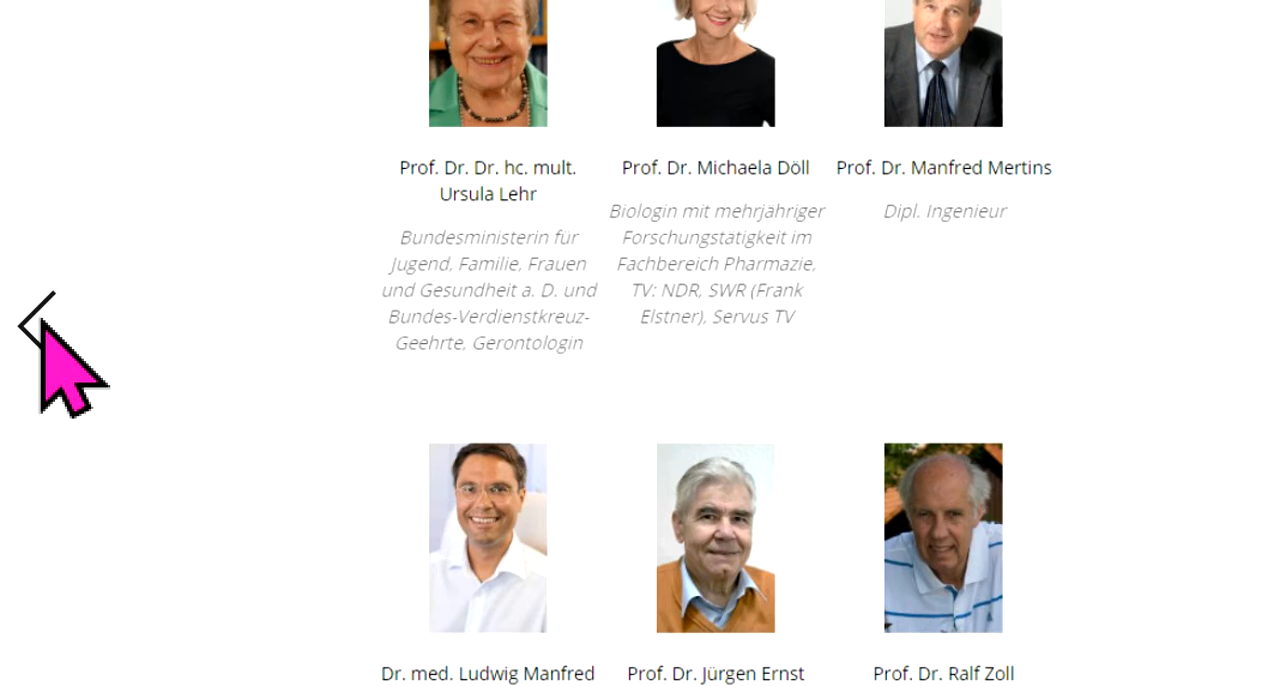 Prof. Dr. Dr. hc. mult.
Ursula Lehr
Bundesministerin für
Jugend, Familie, Frauen
und Gesundheit a. D. und
Bundes-Verdienstkreuz-
Geehrte, Gerontologin
Prof. Dr. Michaela Döll
Biologin mit mehrjähriger
Forschungstätigkeit im
Fachbereich Pharmazie,
TV: NDR, SWR (Frank
Elstner), Servus TV
Prof. Dr. Manfred Mertins
Dipl. Ingenieur
Dr. med. Ludwig Manfred
Prof. Dr. Jürgen Ernst
Prof. Dr. Ralf Zoll